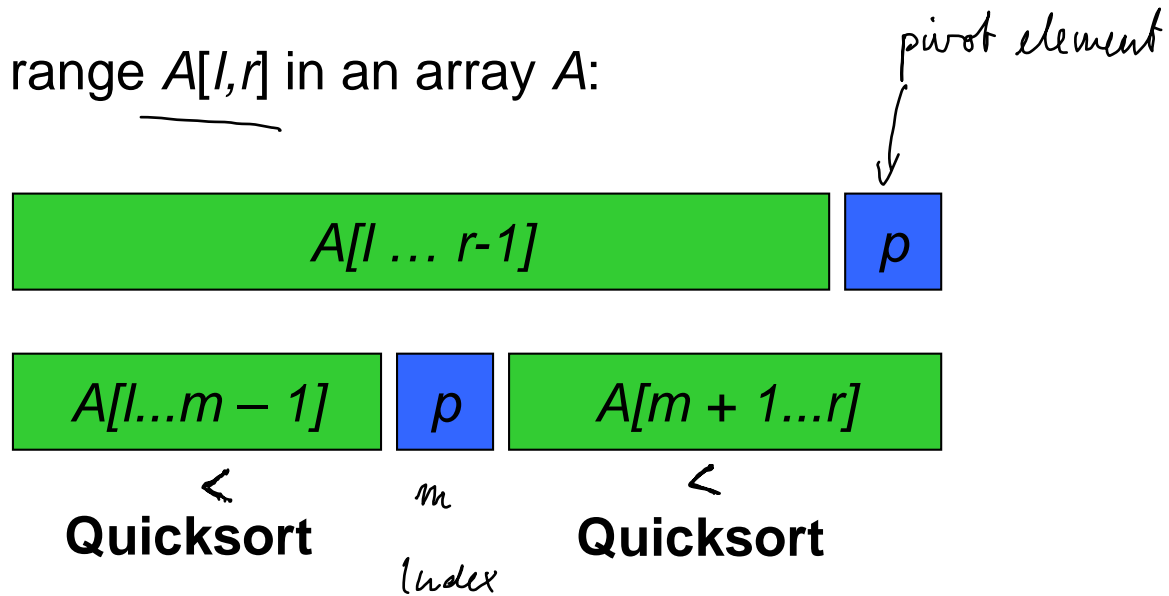 pivot element
range A[l,r] in an array A:
A[l … r-1]
p
A[l...m – 1]
p
A[m + 1...r]
<
m
<
Quicksort
Quicksort
Index